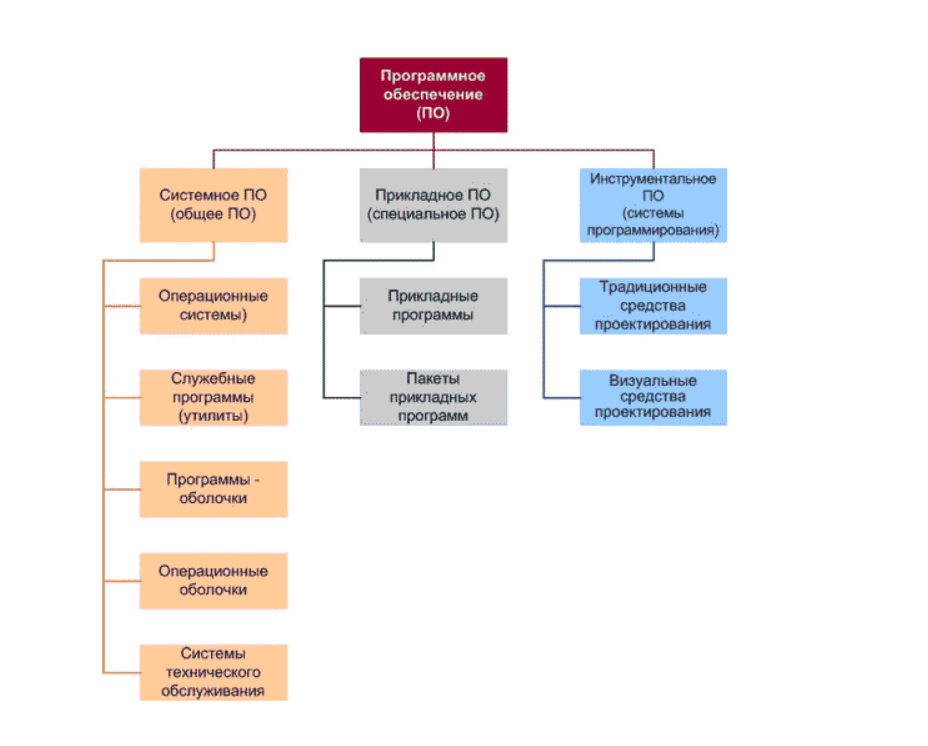 Программное
обеспечение
(ПО)
Системное ПО
(общее ПО)
Прикладное ПО
(специальное ПО)
Инструментальное
ПО
(системы
программирования)
Операционные
системы)
Служебные
программы
(утилиты)
Программы -
оболочки
Операционные
оболочки
Системы
технического
обслуживания
Прикладные
программы
Пакеты
прикладных
программ
Традиционные
средства
проектирования
Визуальные
средства
проектирования